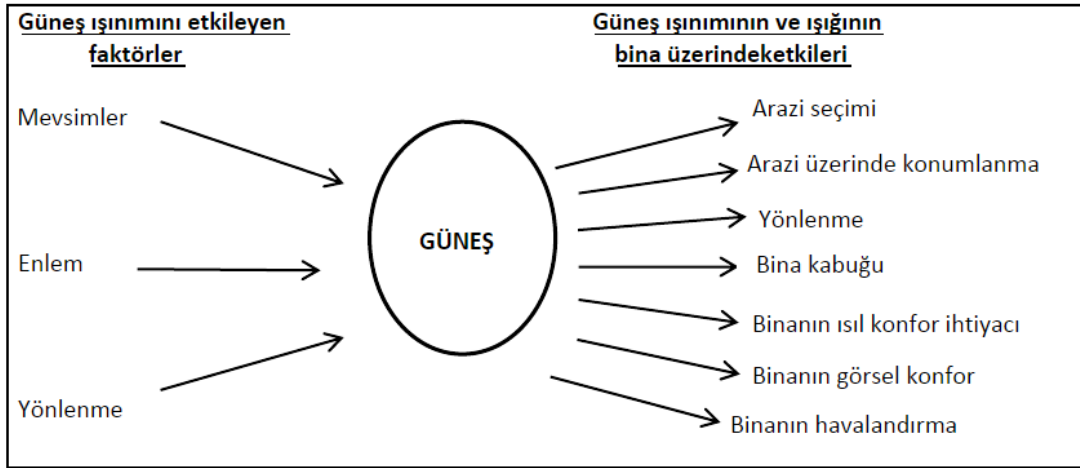 Güneş ışınımını etkileyen
faktörler
Mevsimler
Enlem
Yönlenme
GÜNEŞ
Güneş ışınımının ve ışığının
bina üzerindeketkileri
Arazi seçimi
Arazi üzerinde konumlanma
Yönlenme
Bina kabuğu
Binanın ısıl konfor ihtiyacı
Binanın görsel konfor
Binanın havalandırma